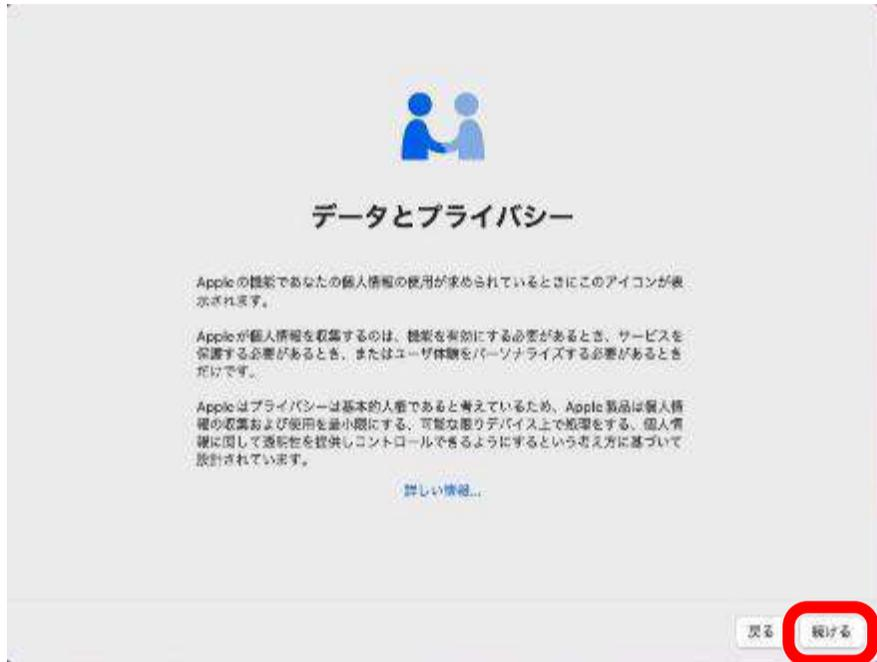 データとプライバシー
Appleの機能であなたの個人情報の使用が求められているときにこのアイコンが表
示されます。
Appleが個人情報を収集するのは、機能を有効にする必要があるとき、サービスを
保護する必要があるとき、またはユーザ体験をパーソナライズする必要があるとき
だけです。
Appleはプライバシーは基本的人権であると考えているため、Apple製品は個人情
報の収集および使用を最小限にする、可能な限りデバイス上で処理をする、個人情
報に関して透明性を提供しコントロールできるようにするという考え方に基づいて
設計されています。
詳しい情報...
戻る
続ける